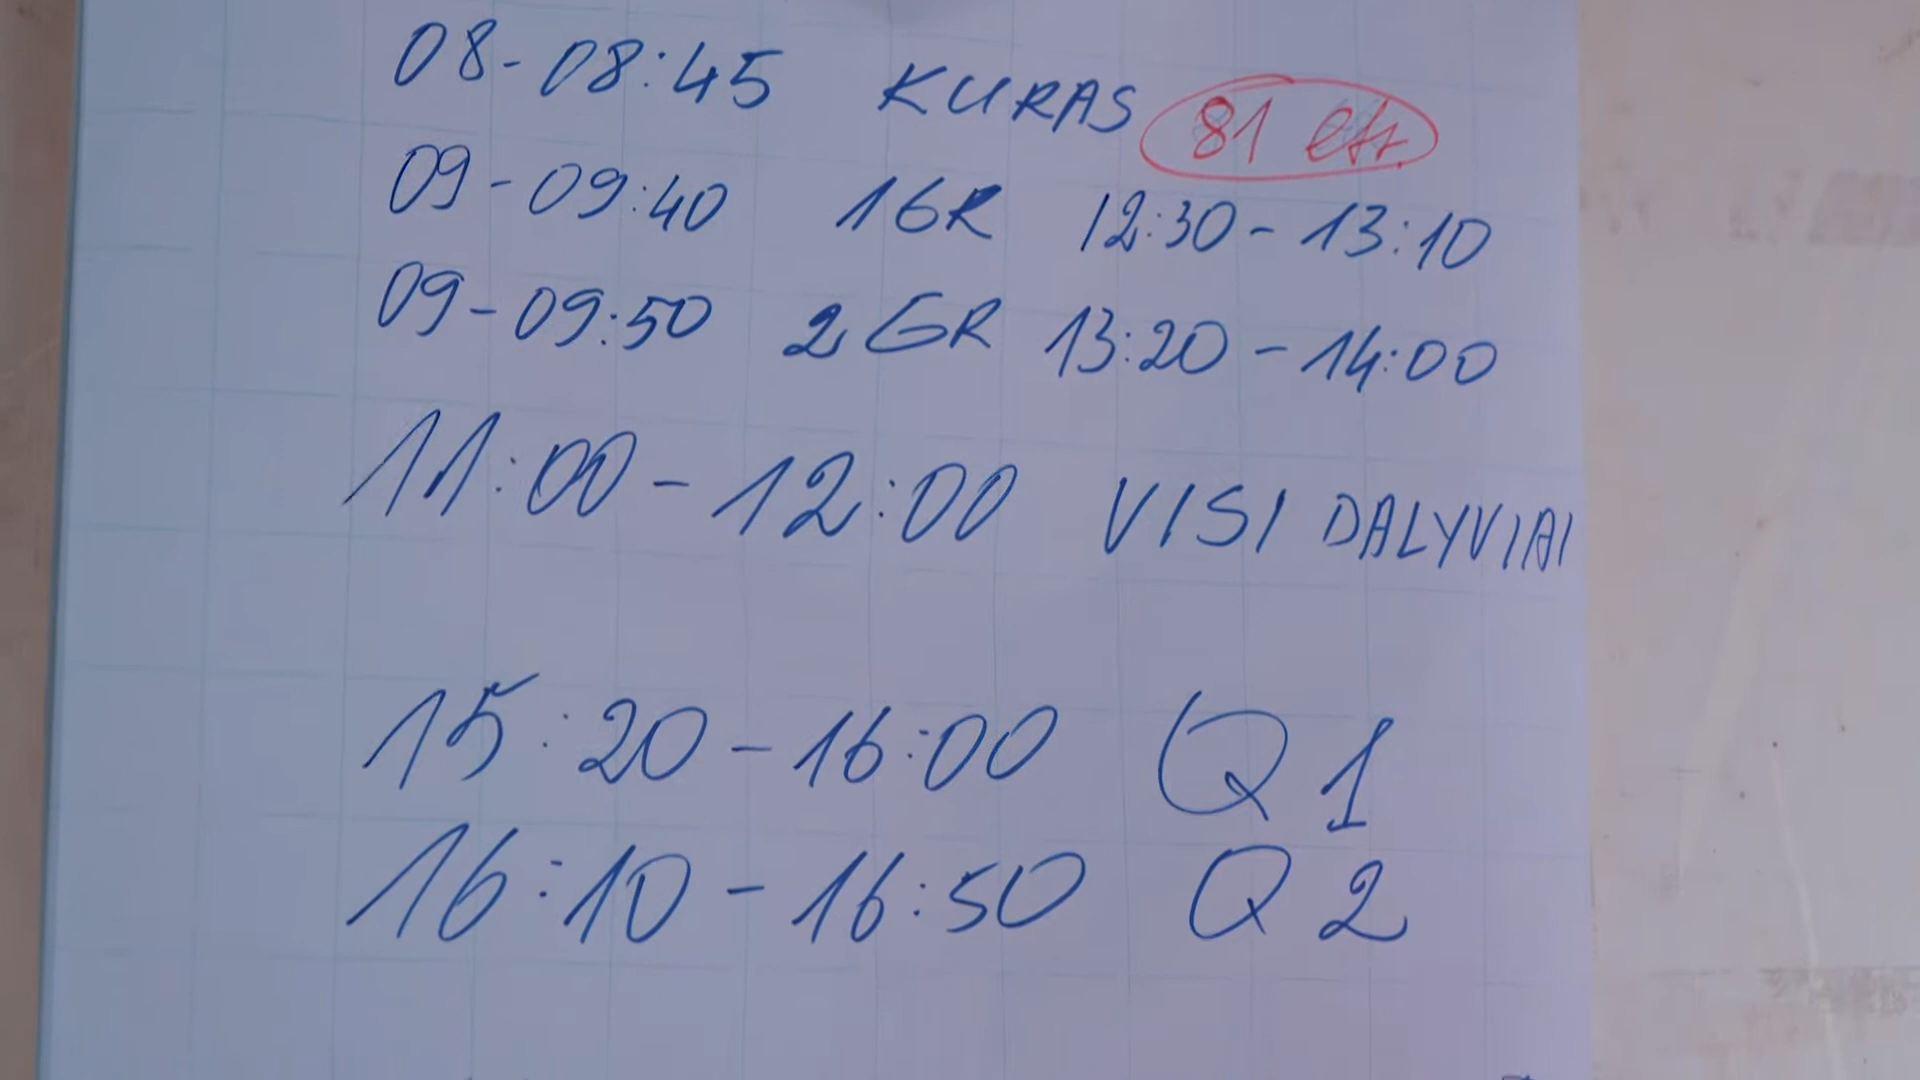 08-08:45 KURAS 81 ltr.
09-09:40 1GR 12:30-13:10
09-09:50 2GR 13:20-14:00
11:00-12:00 VISI DALYVIAI
15:20-16:00 Q1
16:10-16:50 Q2